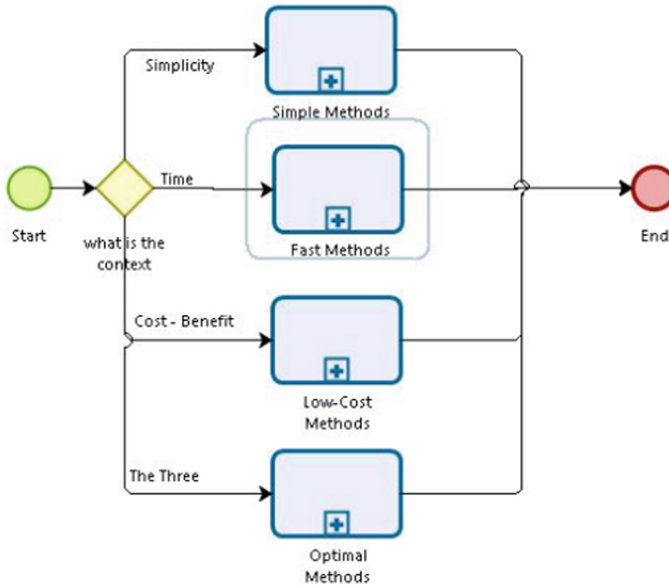 Simplicity
Simple Methods
Time
Start
what is the
context
Fast Methods
End
Cost - Benefit
Low-Cost
Methods
The Three
Optimal
Methods